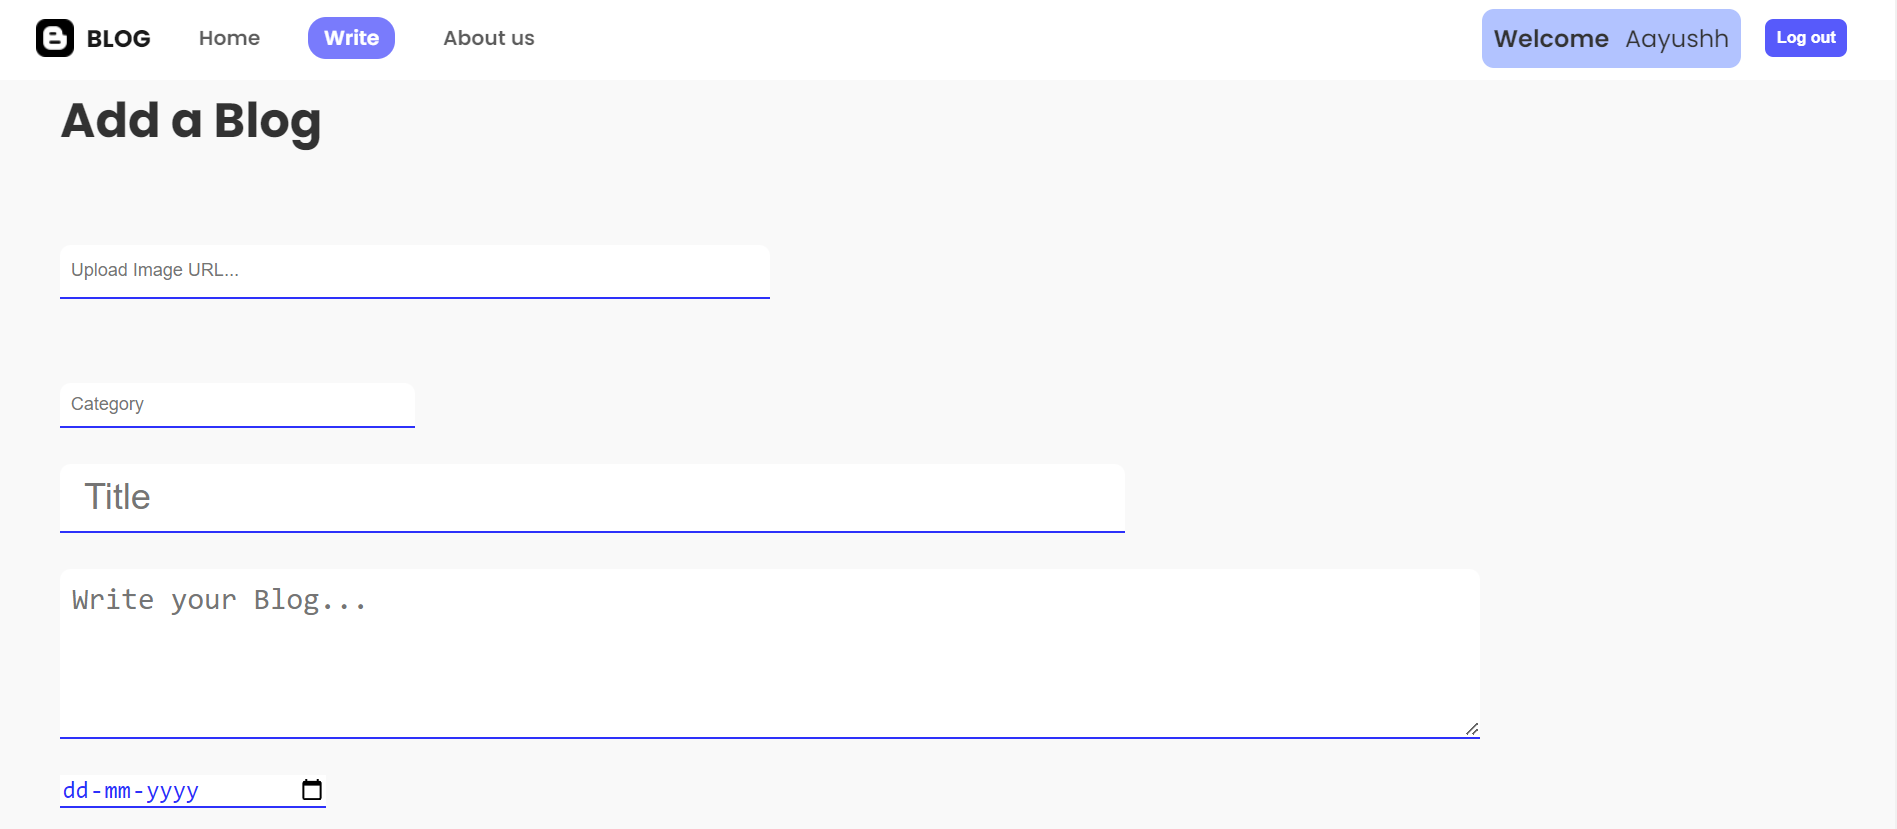 BLOG Home Write About us Welcome Aayushh Log out
Add a Blog
Upload Image URL...
Category
Title
Write your Blog...
dd-mm-yyyy